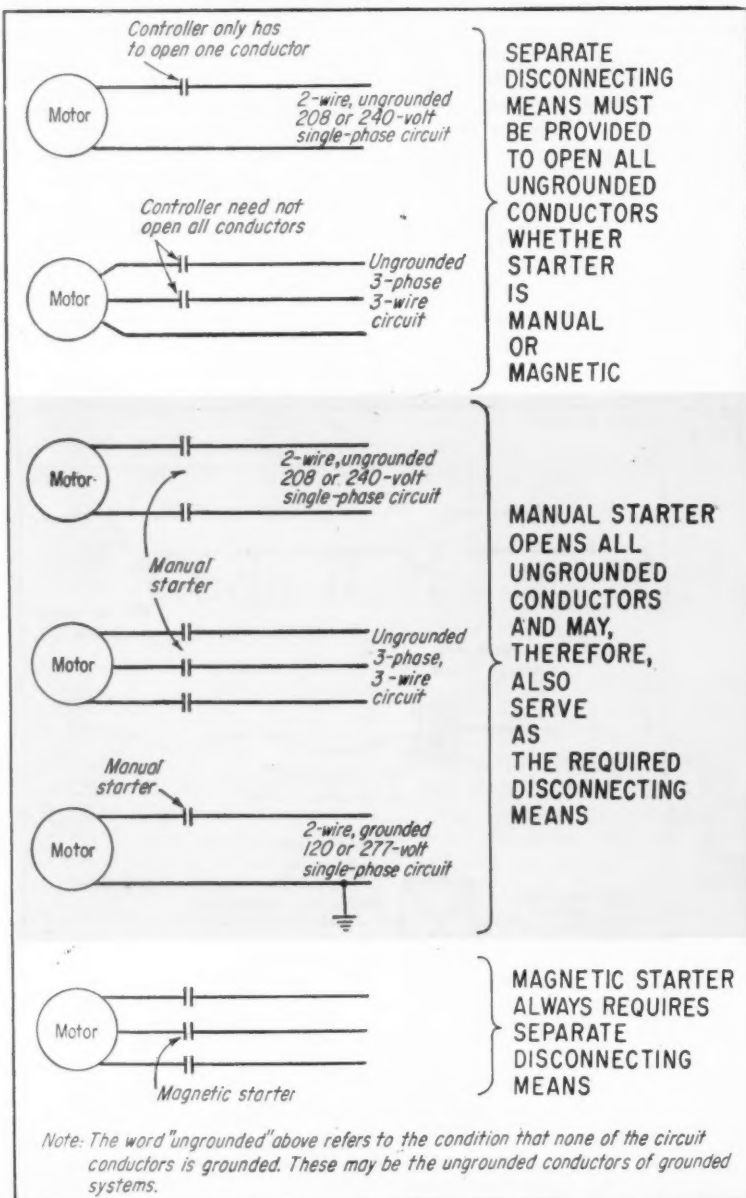 Controller only has
to open one conductor
Motor
2-wire, ungrounded
208 or 240-volt
single-phase circuit
Controller need not
open all conductors
Motor
Ungrounded
3-phase
3-wire
circuit
SEPARATE
DISCONNECTING
MEANS MUST
BE PROVIDED
TO OPEN ALL
UNGROUNDED
CONDUCTORS
WHETHER
STARTER
IS
MANUAL
OR
MAGNETIC
Motor
2-wire, ungrounded
208 or 240-volt
single-phase circuit
Manual
starter
Motor
Ungrounded
3-phase,
3-wire
circuit
Manual
starter
Motor
2-wire, grounded
120 or 277-volt
single-phase circuit
MANUAL STARTER
OPENS ALL
UNGROUNDED
CONDUCTORS
AND MAY,
THEREFORE,
ALSO
SERVE
AS
THE REQUIRED
DISCONNECTING
MEANS
Motor
Magnetic starter
MAGNETIC STARTER
ALWAYS REQUIRES
SEPARATE
DISCONNECTING
MEANS
Note: The word "ungrounded" above refers to the condition that none of the circuit
conductors is grounded. These may be the ungrounded conductors of grounded
systems.